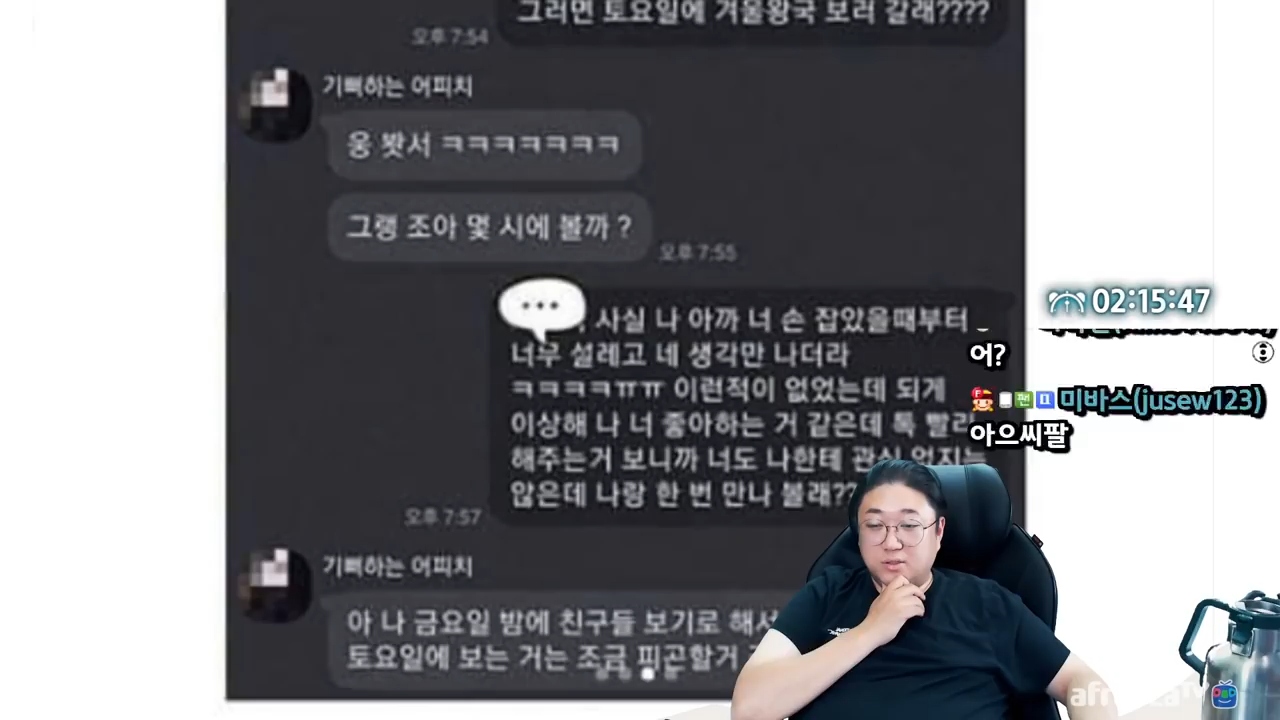 그러면 토요일에 겨울왕국 보러 갈래????
오후 7:54
기뻐하는 어피치
웅 봣서 ㅋㅋㅋㅋㅋㅋㅋ
그랭 조아 몇 시에 볼까 ?
오후 7:55
사실 나 아까 너 손 잡았을때부터
너무 설레고 네 생각만 나더라
ㅋㅋㅋㅋㅠㅠ 이런적이 없었는데 되게
이상해 나 너 좋아하는 거 같은데 톡 빨리
해주는거 보니까 너도 나한테 관심 없지는
않은데 나랑 한 번 만나 볼래??
오후 7:57
기뻐하는 어피치
아 나 금요일 밤에 친구들 보기로 해서
토요일에 보는 거는 조금 피곤할거
02:15:47
어?
미바스(jusew123)
아으씨팔
afreecaTV